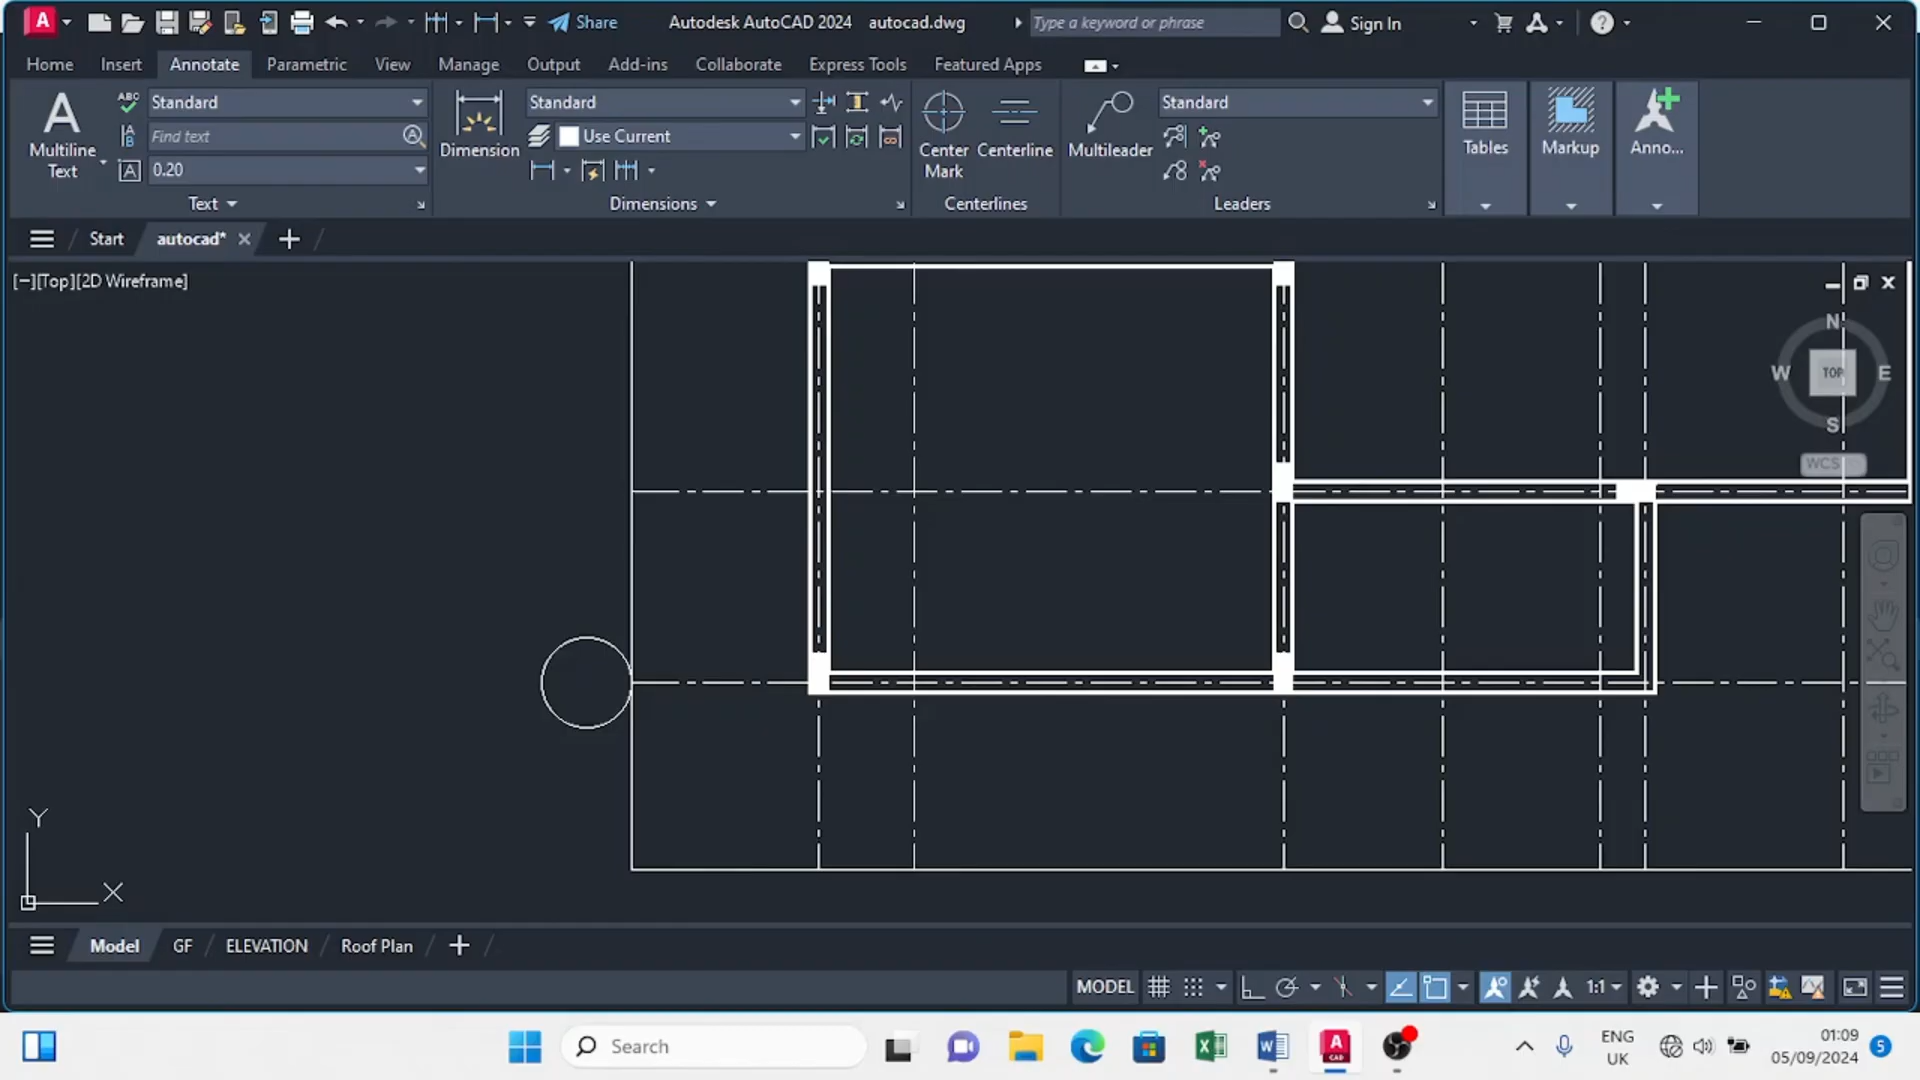 A Share Autodesk AutoCAD 2024 autocad.dwg Type a keyword or phrase Sign In
Home Insert Annotate Parametric View Manage Output Add-ins Collaborate Express Tools Featured Apps
Multiline Text
ABC Standard
Find text
0.20
Text
Dimension
Standard
Use Current
Dimensions
Center Mark
Centerline
Centerlines
Multileader
Standard
Leaders
Tables
Markup
Anno...
Start autocad*
[−][Top][2D Wireframe]
N
W TOP E
S
WCS
Y
X
Model GF ELEVATION Roof Plan
MODEL 1:1
Search
A CAD
ENG
UK
01:09
05/09/2024
5